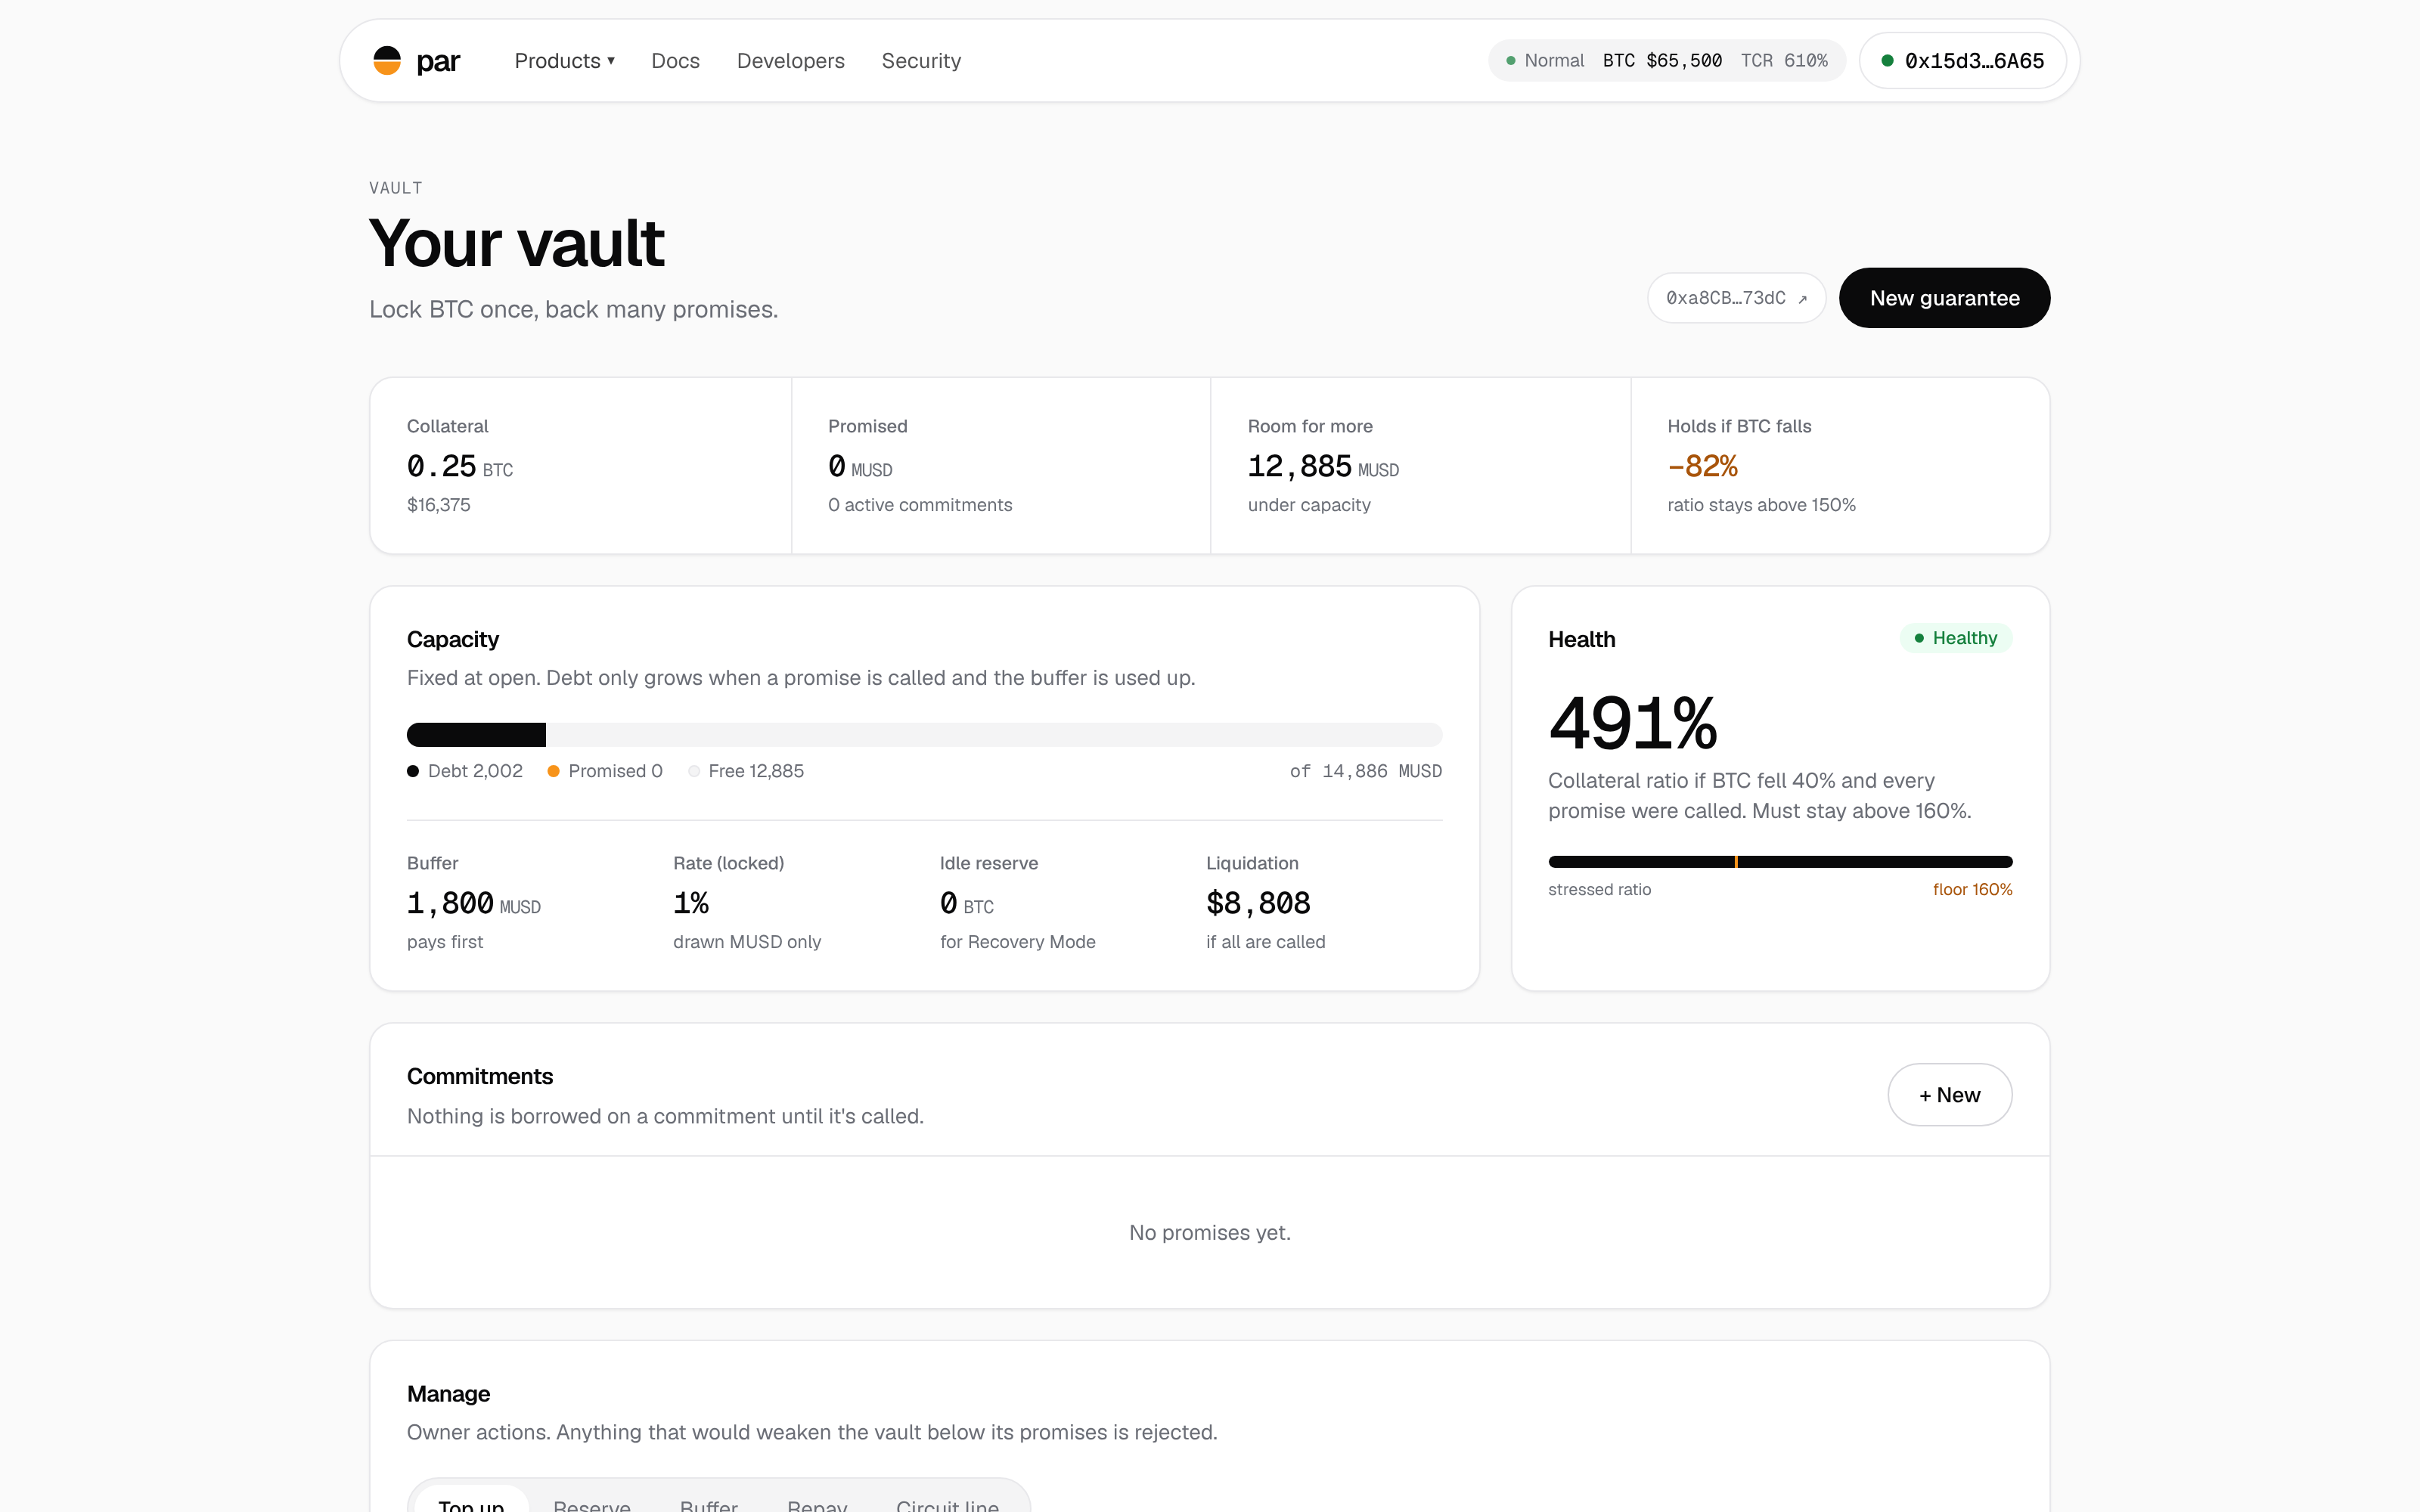 par
Products ▾ Docs Developers Security
Normal BTC $65,500 TCR 610%
0x15d3…6A65
VAULT
Your vault
Lock BTC once, back many promises.
0xa8CB…73dC ↗
New guarantee
Collateral
0.25 BTC
$16,375
Promised
0 MUSD
0 active commitments
Room for more
12,885 MUSD
under capacity
Holds if BTC falls
−82%
ratio stays above 150%
Capacity
Fixed at open. Debt only grows when a promise is called and the buffer is used up.
Debt 2,002 Promised 0 Free 12,885 of 14,886 MUSD
Buffer
1,800 MUSD
pays first
Rate (locked)
1%
drawn MUSD only
Idle reserve
0 BTC
for Recovery Mode
Liquidation
$8,808
if all are called
Health
Healthy
491%
Collateral ratio if BTC fell 40% and every
promise were called. Must stay above 160%.
stressed ratio floor 160%
Commitments
Nothing is borrowed on a commitment until it's called.
+ New
No promises yet.
Manage
Owner actions. Anything that would weaken the vault below its promises is rejected.
Top up Reserve Buffer Repay Circuit line